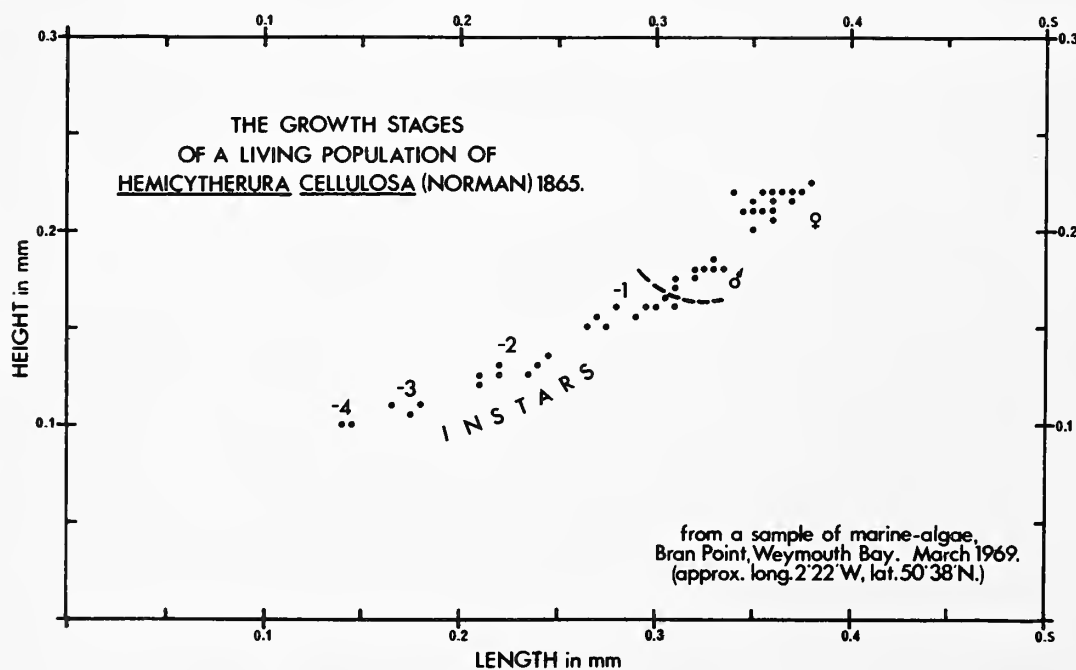 0.1 0.2 0.3 0.4 0.S
0.3 0.3
THE GROWTH STAGES
OF A LIVING POPULATION OF
HEMICYTHERURA CELLULOSA (NORMAN) 1865.
0.2 ♀ 0.2
♂
-1
-2
-3
-4
INSTARS
HEIGHT in mm
0.1 0.1
from a sample of marine-algae,
Bran Point, Weymouth Bay. March 1969.
(approx. long. 2°22'W, lat. 50°38'N.)
0.1 0.2 0.3 0.4 0.S
LENGTH in mm